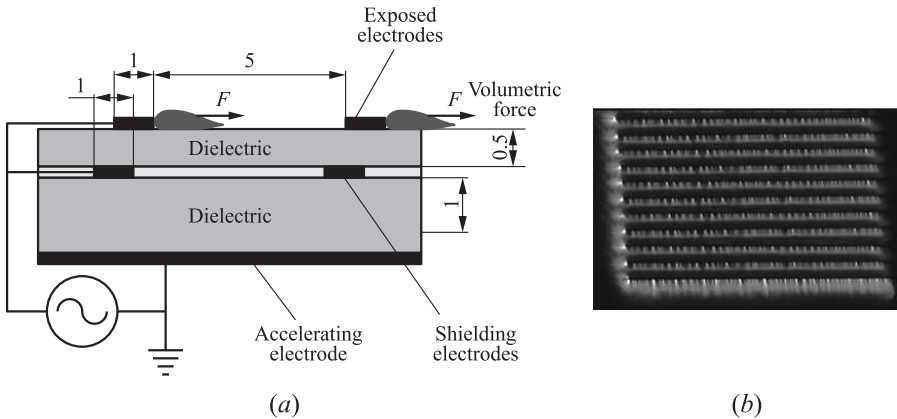 Exposed
electrodes
1
5
1
F
Volumetric
force
F
Dielectric
0.5
Dielectric
1
Accelerating
electrode
Shielding
electrodes
(a)
(b)